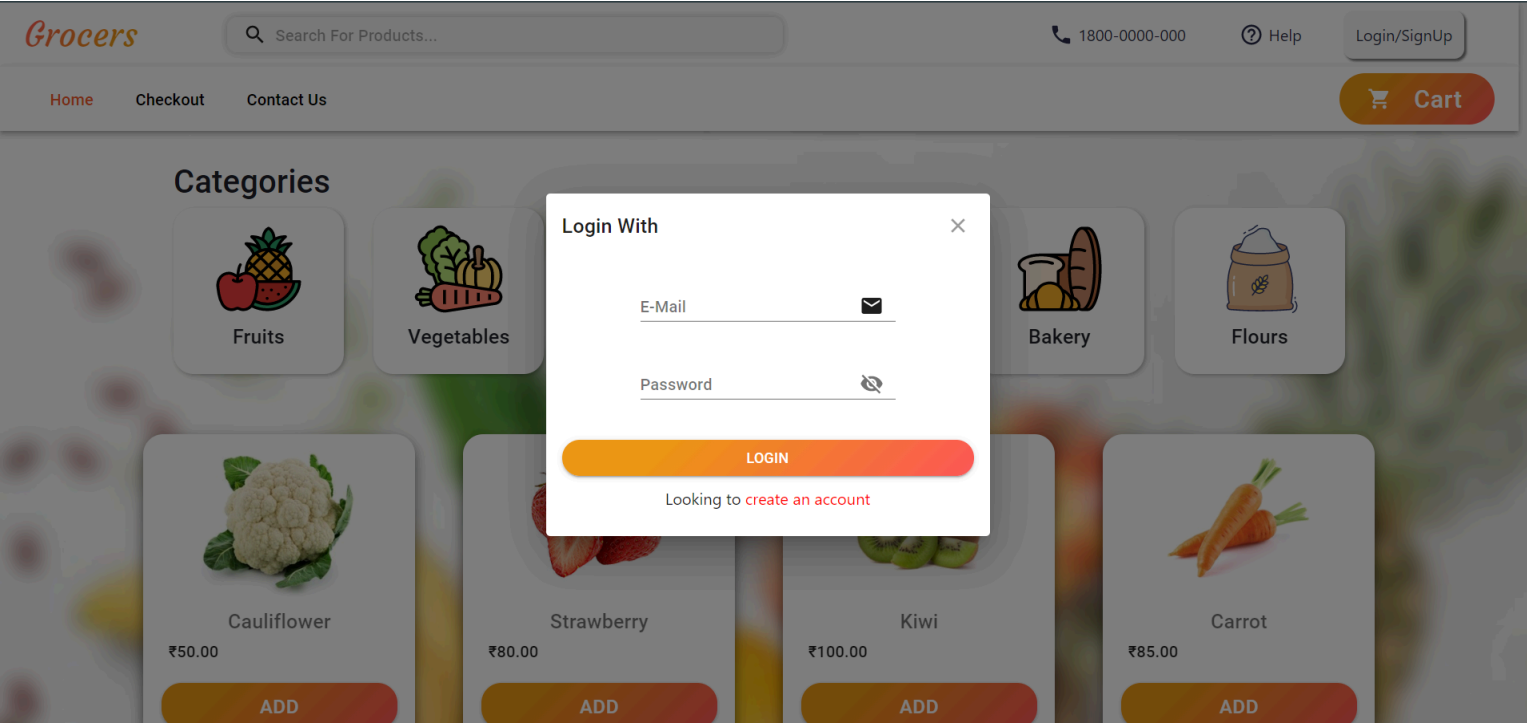 Grocers
Search For Products...
1800-0000-000
Help
Login/SignUp
Home
Checkout
Contact Us
Cart
Categories
Fruits
Vegetables
Bakery
Flours
Login With
E-Mail
Password
LOGIN
Looking to create an account
Cauliflower
Strawberry
Kiwi
Carrot
₹50.00
₹80.00
₹100.00
₹85.00
ADD
ADD
ADD
ADD